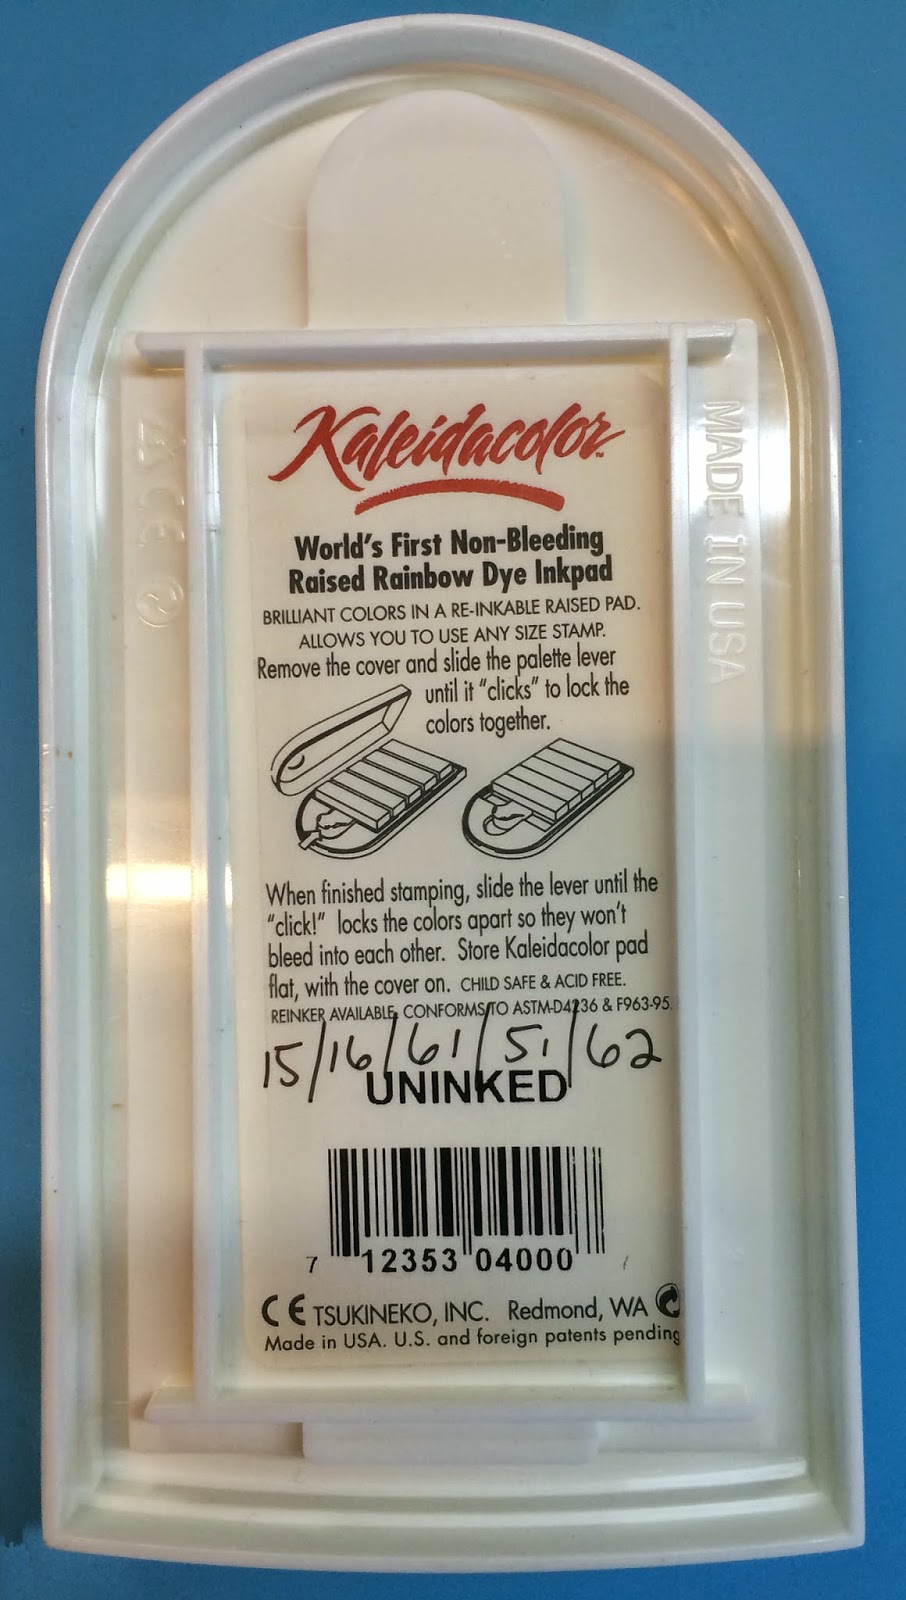 Kaleidacolor™
World's First Non-Bleeding
Raised Rainbow Dye Inkpad
BRILLIANT COLORS IN A RE-INKABLE RAISED PAD.
ALLOWS YOU TO USE ANY SIZE STAMP.
Remove the cover and slide the palette lever
until it "clicks" to lock the
colors together.
When finished stamping, slide the lever until the
"click!" locks the colors apart so they won't
bleed into each other. Store Kaleidacolor pad
flat, with the cover on. CHILD SAFE & ACID FREE.
REINKER AVAILABLE, CONFORMS TO ASTM-D4236 & F963-95.
15/16/61/51/62
UNINKED
7 12353 04000
CE TSUKINEKO, INC. Redmond, WA
Made in USA. U.S. and foreign patents pending
MADE IN USA
CE